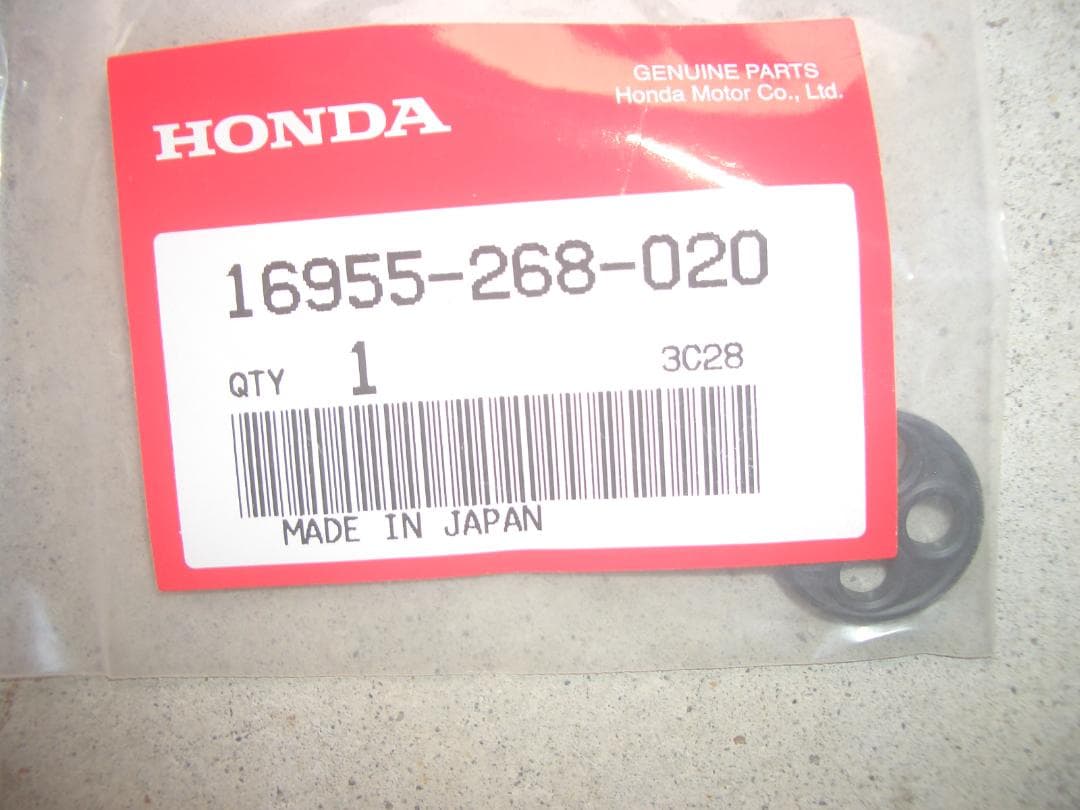 GENUINE PARTS
Honda Motor Co., Ltd.
HONDA
16955-268-020
QTY 1 3C28
MADE IN JAPAN